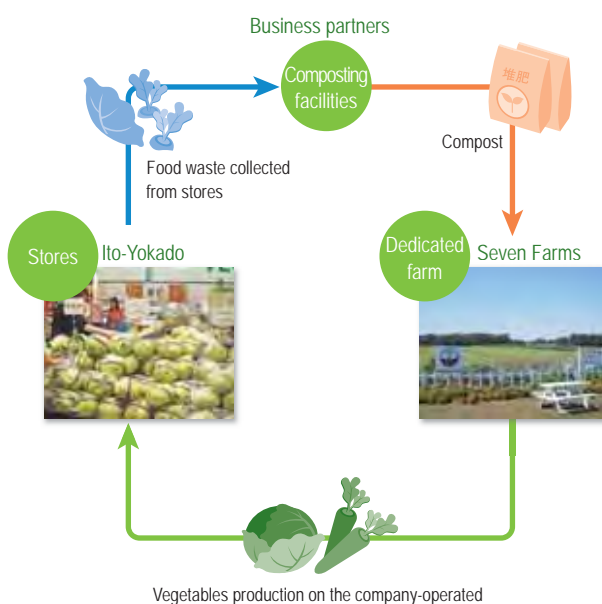 Business partners
Composting
facilities
堆肥
Compost
Food waste collected
from stores
Stores
Ito-Yokado
Dedicated
farm
Seven Farms
Vegetables production on the company-operated